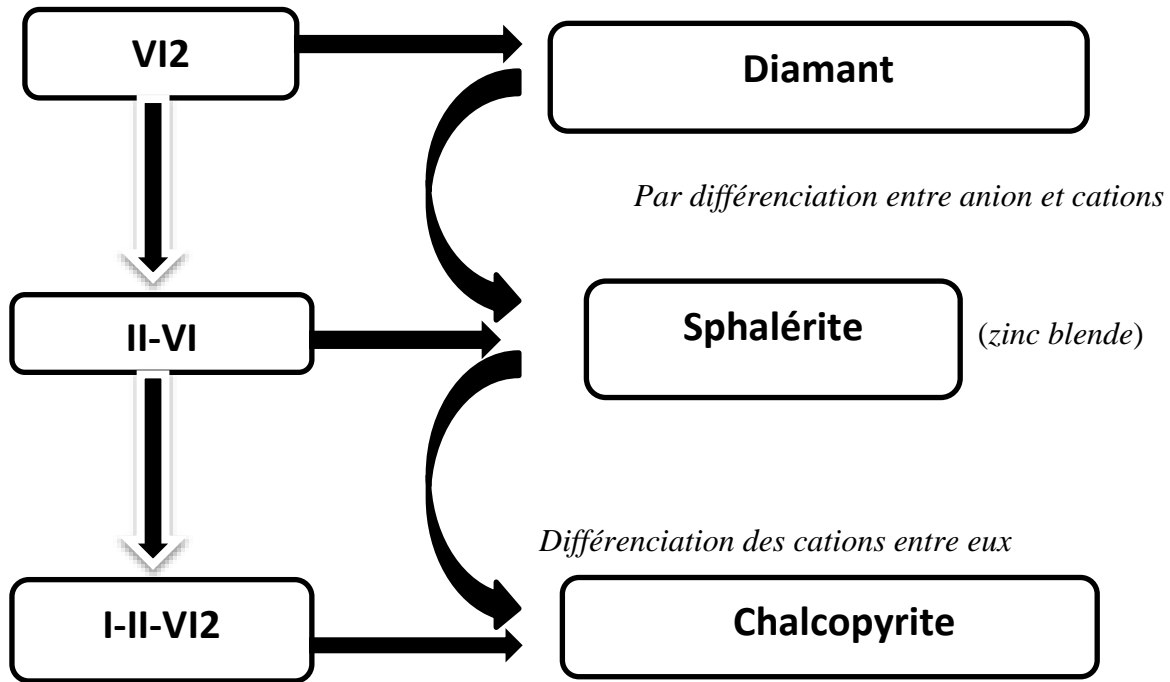 VI2
Diamant
Par différenciation entre anion et cations
II-VI
Sphalérite
(zinc blende)
Différenciation des cations entre eux
I-II-VI2
Chalcopyrite